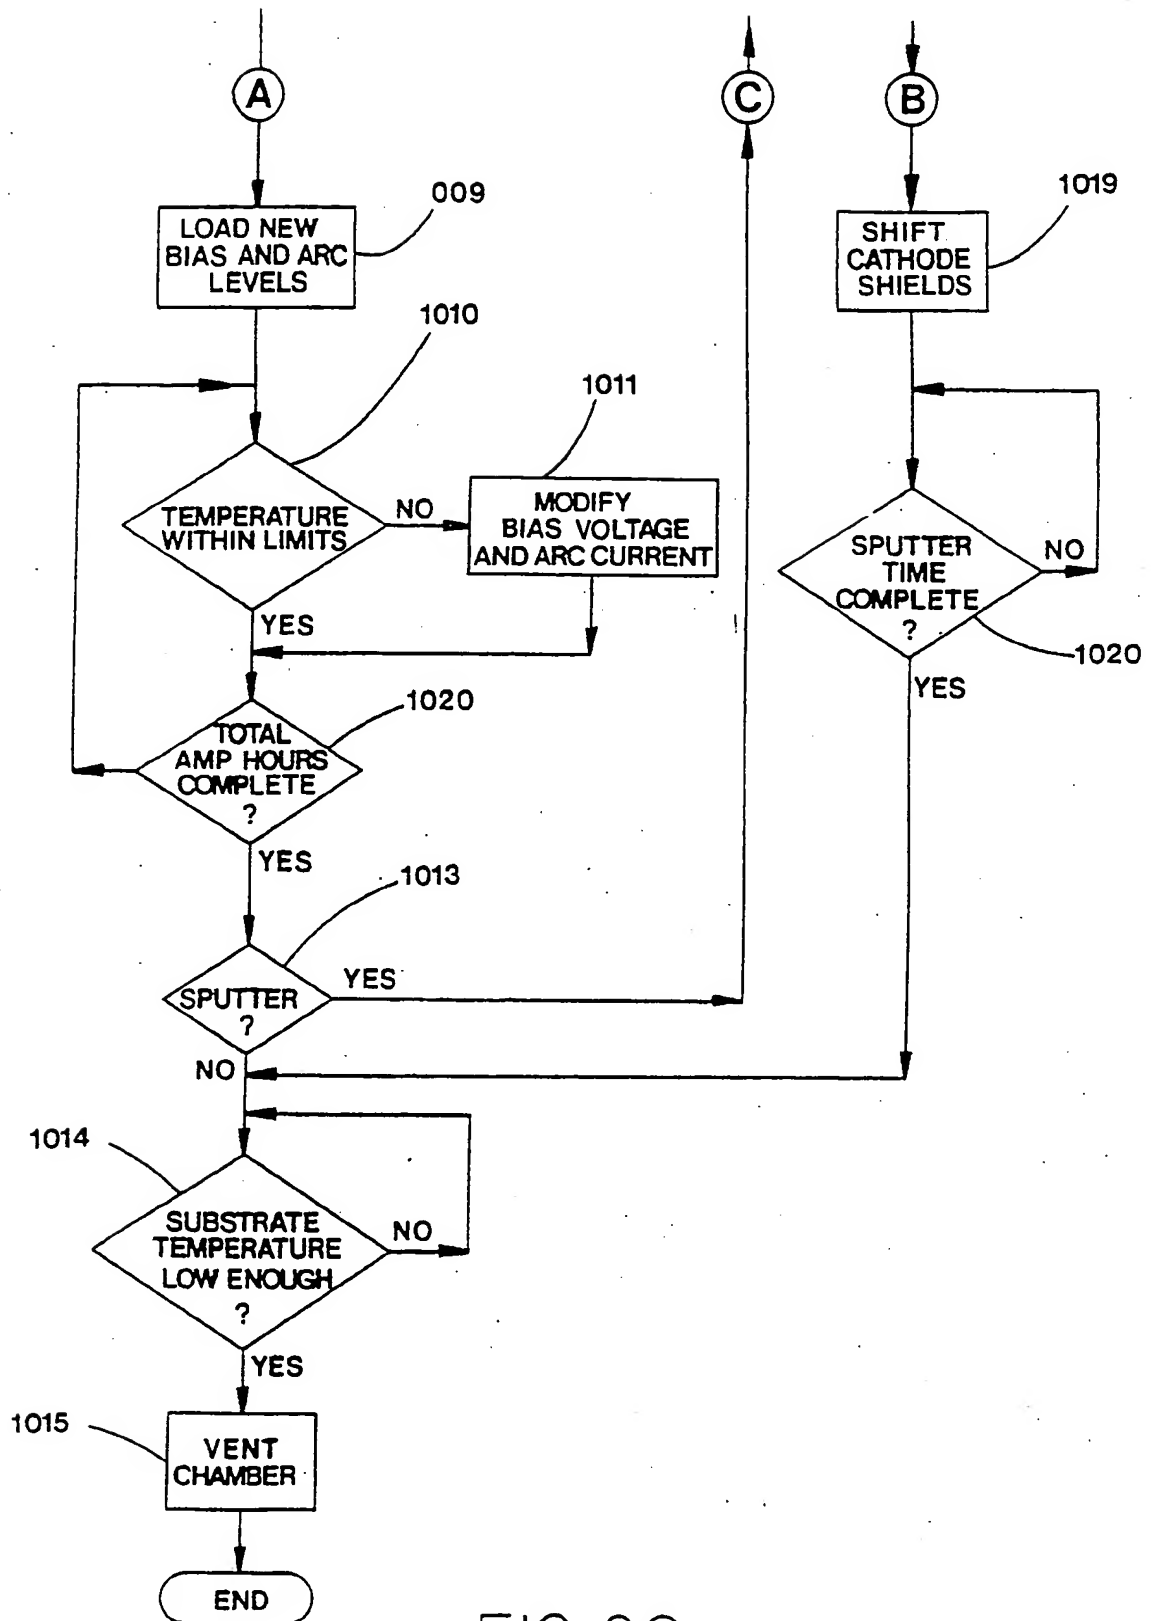 A
C
B
009
LOAD NEW
BIAS AND ARC
LEVELS
1019
SHIFT
CATHODE
SHIELDS
1010
1011
TEMPERATURE
WITHIN LIMITS
NO
MODIFY
BIAS VOLTAGE
AND ARC CURRENT
SPUTTER
TIME
COMPLETE
?
NO
YES
1020
YES
1020
TOTAL
AMP HOURS
COMPLETE
?
YES
1013
SPUTTER
?
YES
NO
1014
SUBSTRATE
TEMPERATURE
LOW ENOUGH
?
NO
YES
1015
VENT
CHAMBER
END